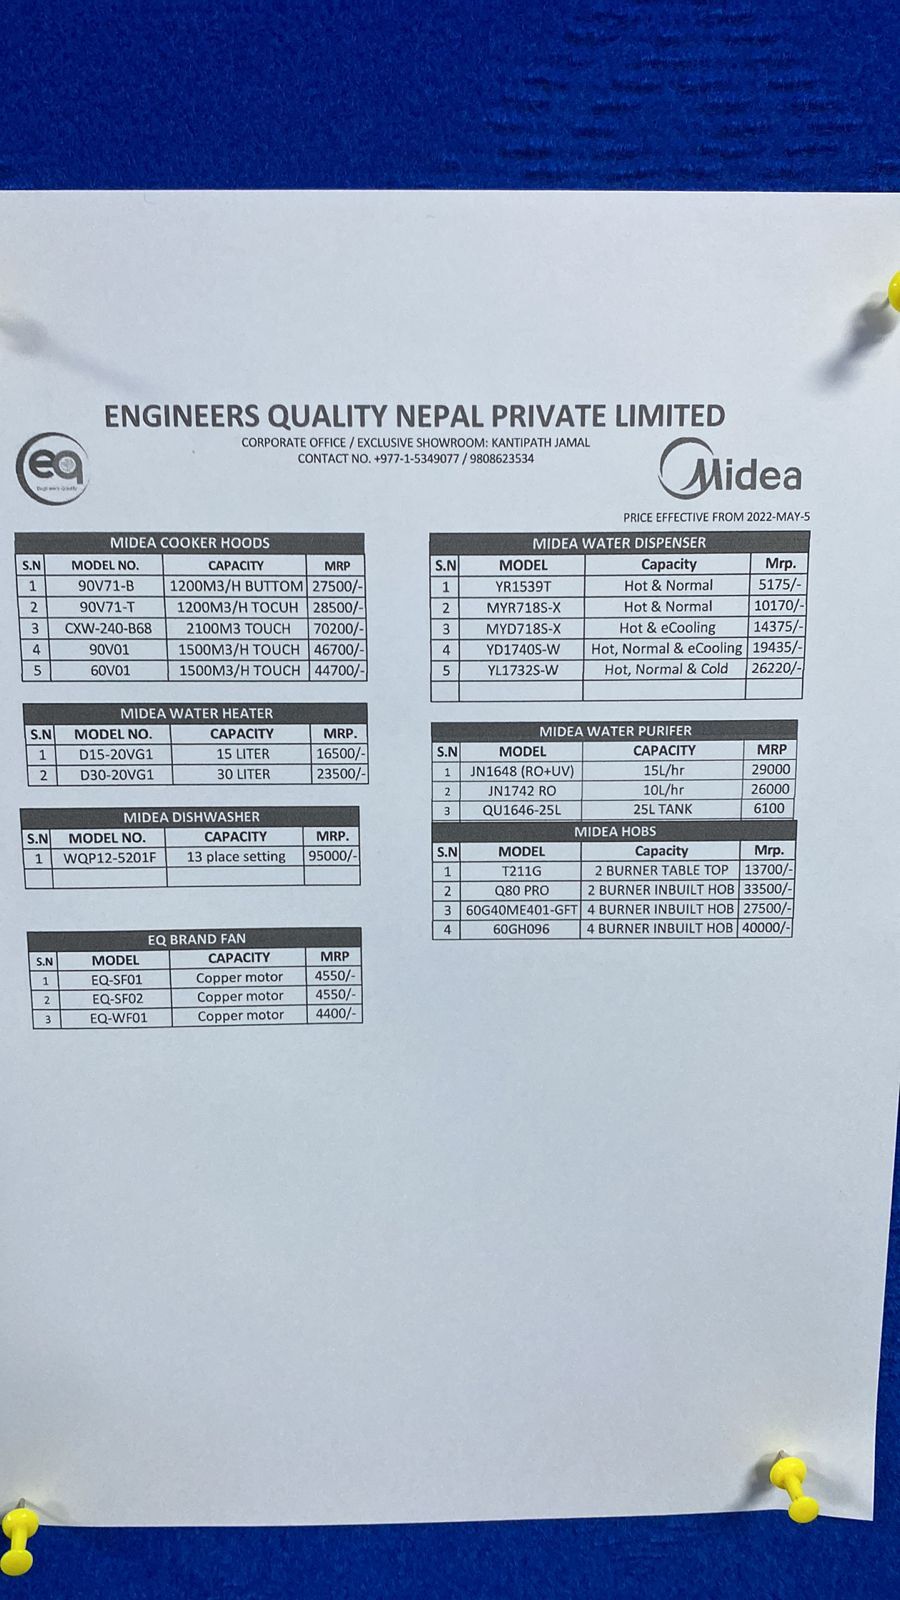 ENGINEERS QUALITY NEPAL PRIVATE LIMITED
CORPORATE OFFICE / EXCLUSIVE SHOWROOM: KANTIPATH JAMAL
CONTACT NO. +977-1-5349077 / 9808623534
eq
Engineers Quality
Midea
PRICE EFFECTIVE FROM 2022-MAY-5
MIDEA COOKER HOODS
S.N MODEL NO. CAPACITY MRP
1 90V71-B 1200M3/H BUTTOM 27500/-
2 90V71-T 1200M3/H TOCUH 28500/-
3 CXW-240-B68 2100M3 TOUCH 70200/-
4 90V01 1500M3/H TOUCH 46700/-
5 60V01 1500M3/H TOUCH 44700/-
MIDEA WATER HEATER
S.N MODEL NO. CAPACITY MRP.
1 D15-20VG1 15 LITER 16500/-
2 D30-20VG1 30 LITER 23500/-
MIDEA DISHWASHER
S.N MODEL NO. CAPACITY MRP.
1 WQP12-5201F 13 place setting 95000/-
EQ BRAND FAN
S.N MODEL CAPACITY MRP
1 EQ-SF01 Copper motor 4550/-
2 EQ-SF02 Copper motor 4550/-
3 EQ-WF01 Copper motor 4400/-
MIDEA WATER DISPENSER
S.N MODEL Capacity Mrp.
1 YR1539T Hot & Normal 5175/-
2 MYR718S-X Hot & Normal 10170/-
3 MYD718S-X Hot & eCooling 14375/-
4 YD1740S-W Hot, Normal & eCooling 19435/-
5 YL1732S-W Hot, Normal & Cold 26220/-
MIDEA WATER PURIFER
S.N MODEL CAPACITY MRP
1 JN1648 (RO+UV) 15L/hr 29000
2 JN1742 RO 10L/hr 26000
3 QU1646-25L 25L TANK 6100
MIDEA HOBS
S.N MODEL Capacity Mrp.
1 T211G 2 BURNER TABLE TOP 13700/-
2 Q80 PRO 2 BURNER INBUILT HOB 33500/-
3 60G40ME401-GFT 4 BURNER INBUILT HOB 27500/-
4 60GH096 4 BURNER INBUILT HOB 40000/-